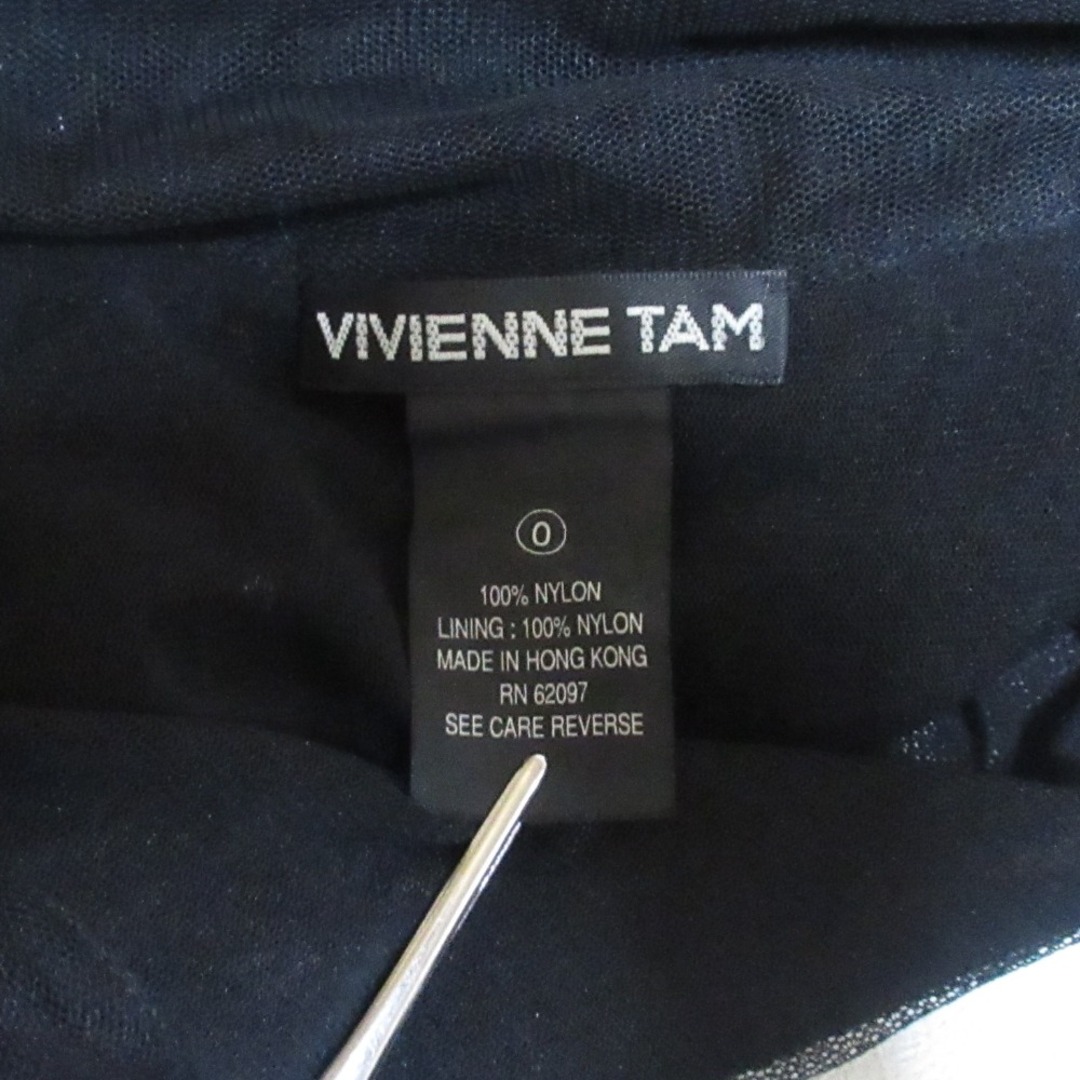 VIVIENNE TAM
0
100% NYLON
LINING : 100% NYLON
MADE IN HONG KONG
RN 62097
SEE CARE REVERSE